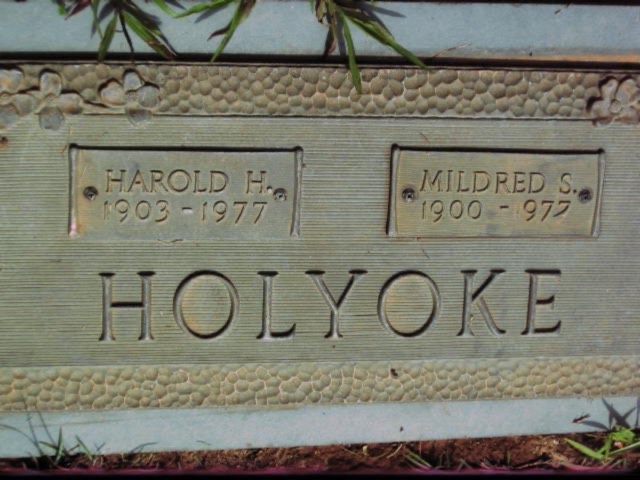 HAROLD H.
1903 - 1977
MILDRED S.
1900 - 1977
HOLYOKE